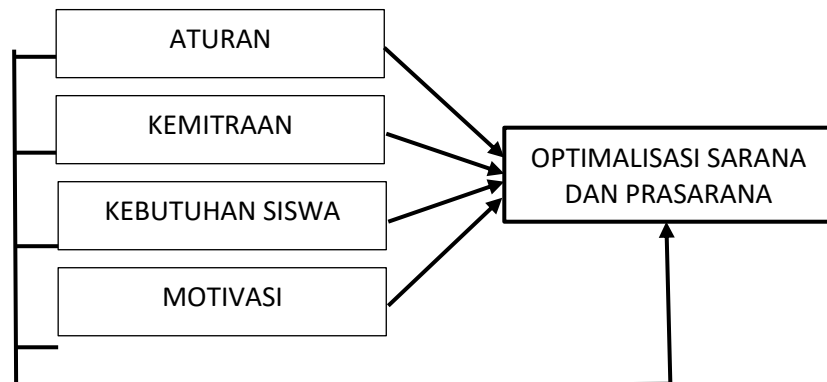 ATURAN
KEMITRAAN
KEBUTUHAN SISWA
MOTIVASI
OPTIMALISASI SARANA
DAN PRASARANA